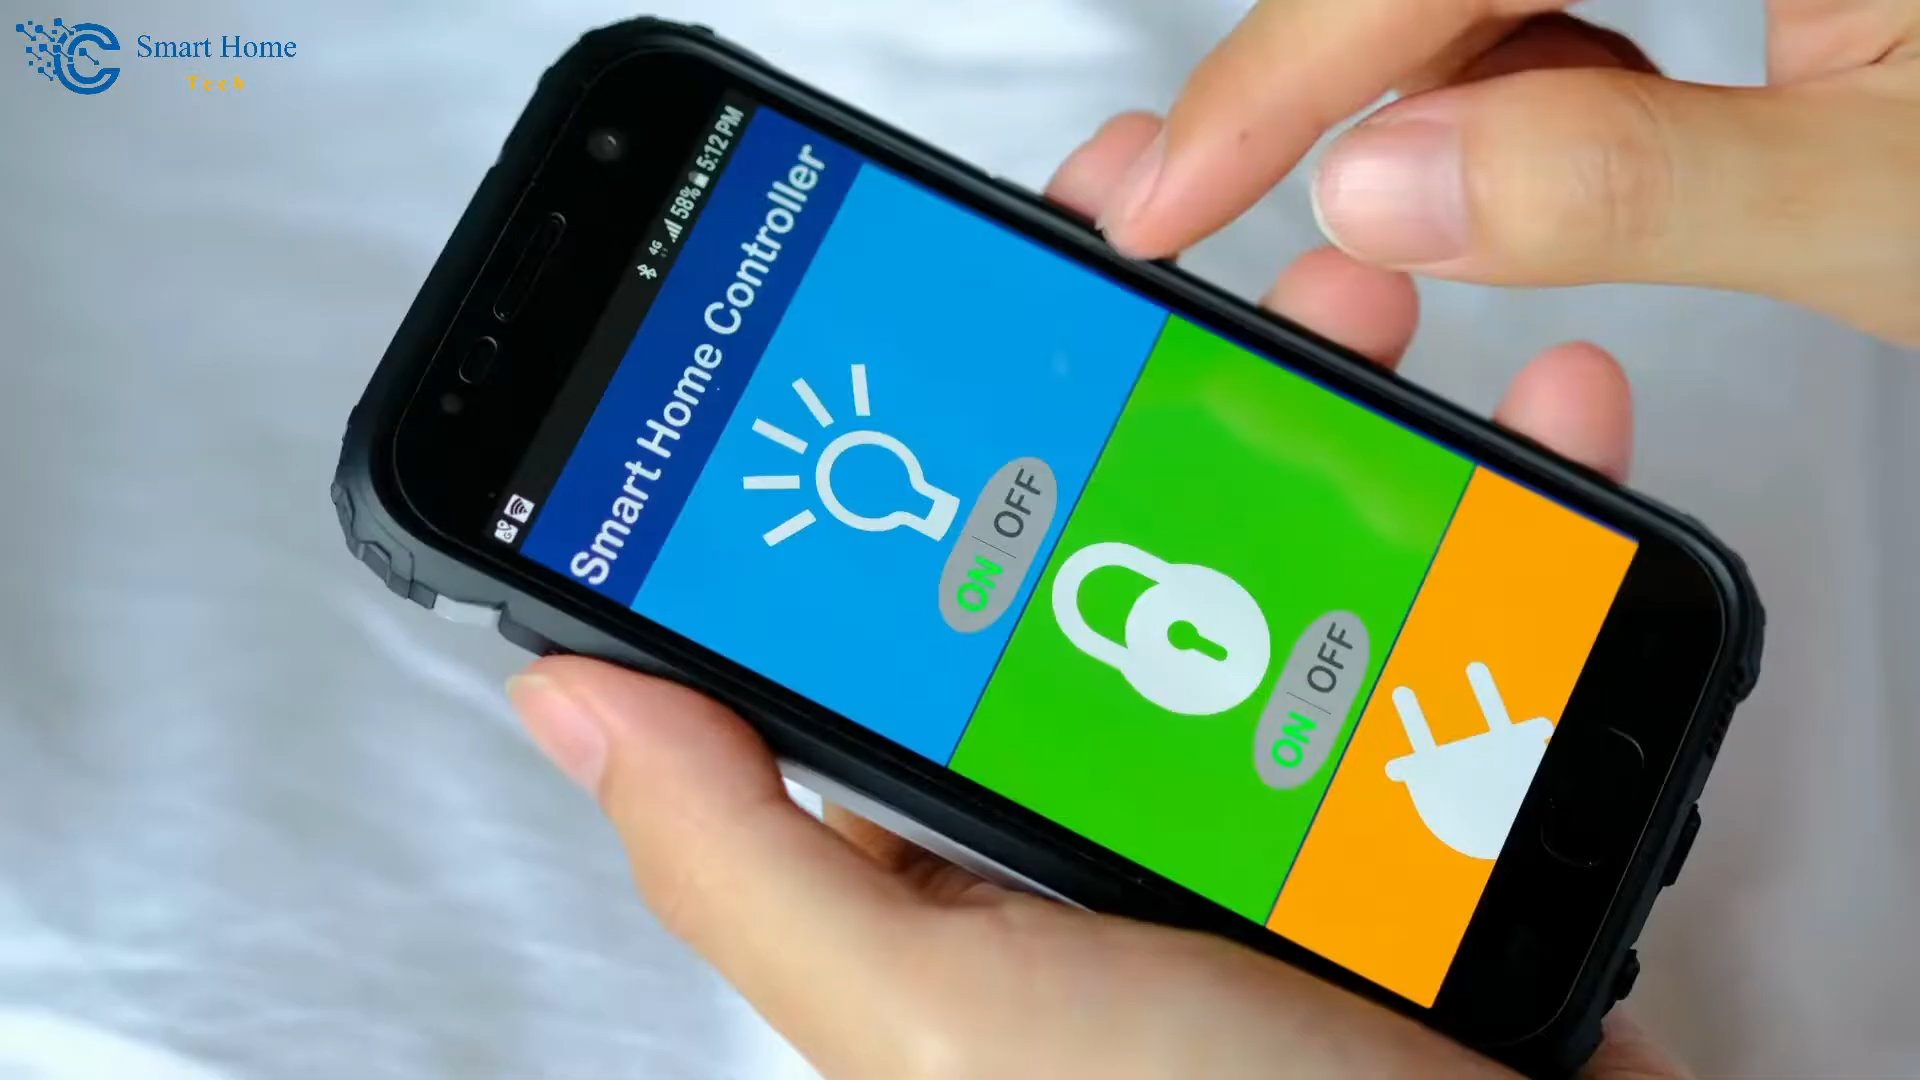 Smart Home
Tech
4G 58% 5:12 PM
Smart Home Controller
ON | OFF
ON | OFF